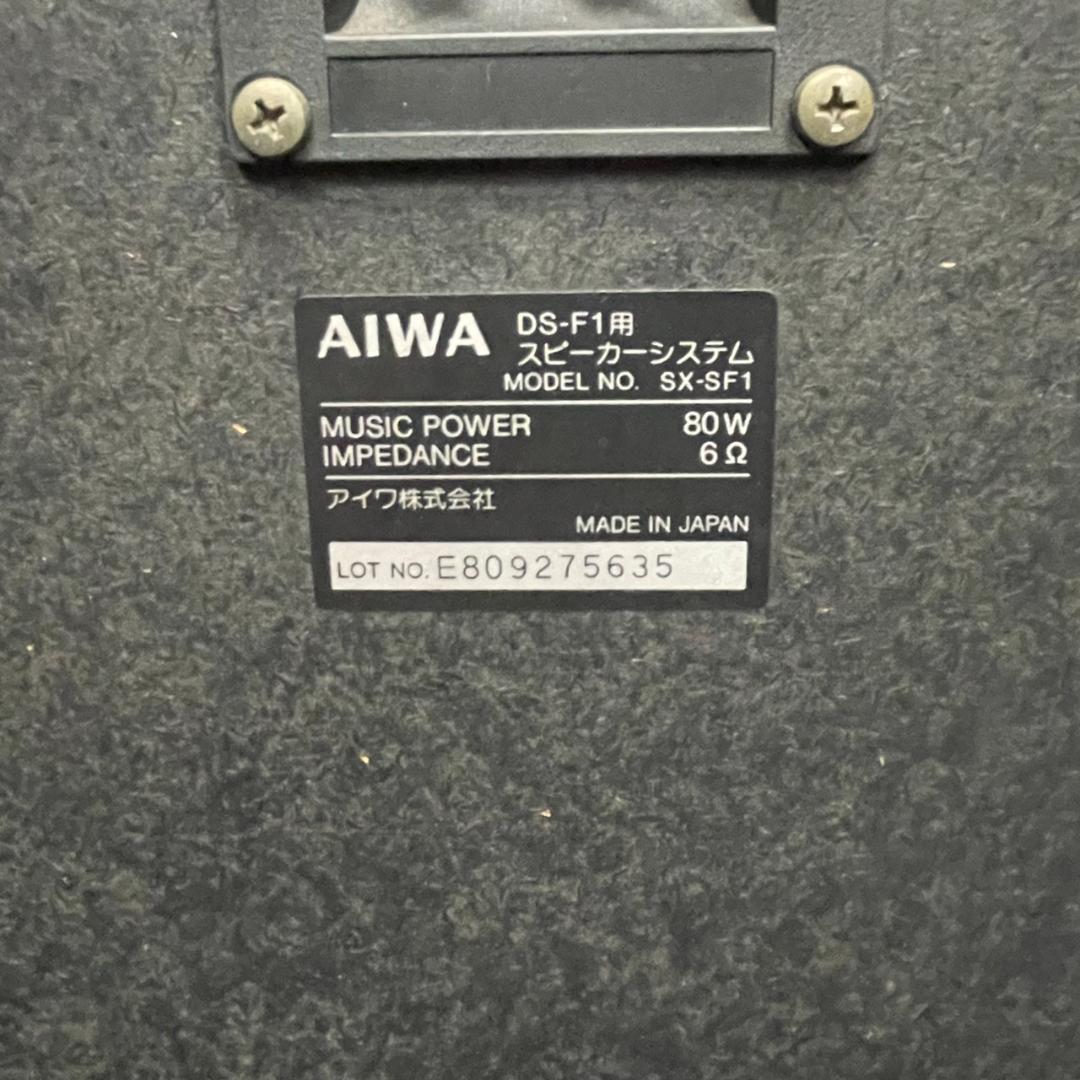 AIWA DS-F1用
スピーカーシステム
MODEL NO. SX-SF1
MUSIC POWER 80W
IMPEDANCE 6Ω
アイワ株式会社
MADE IN JAPAN
LOT NO. E809275635